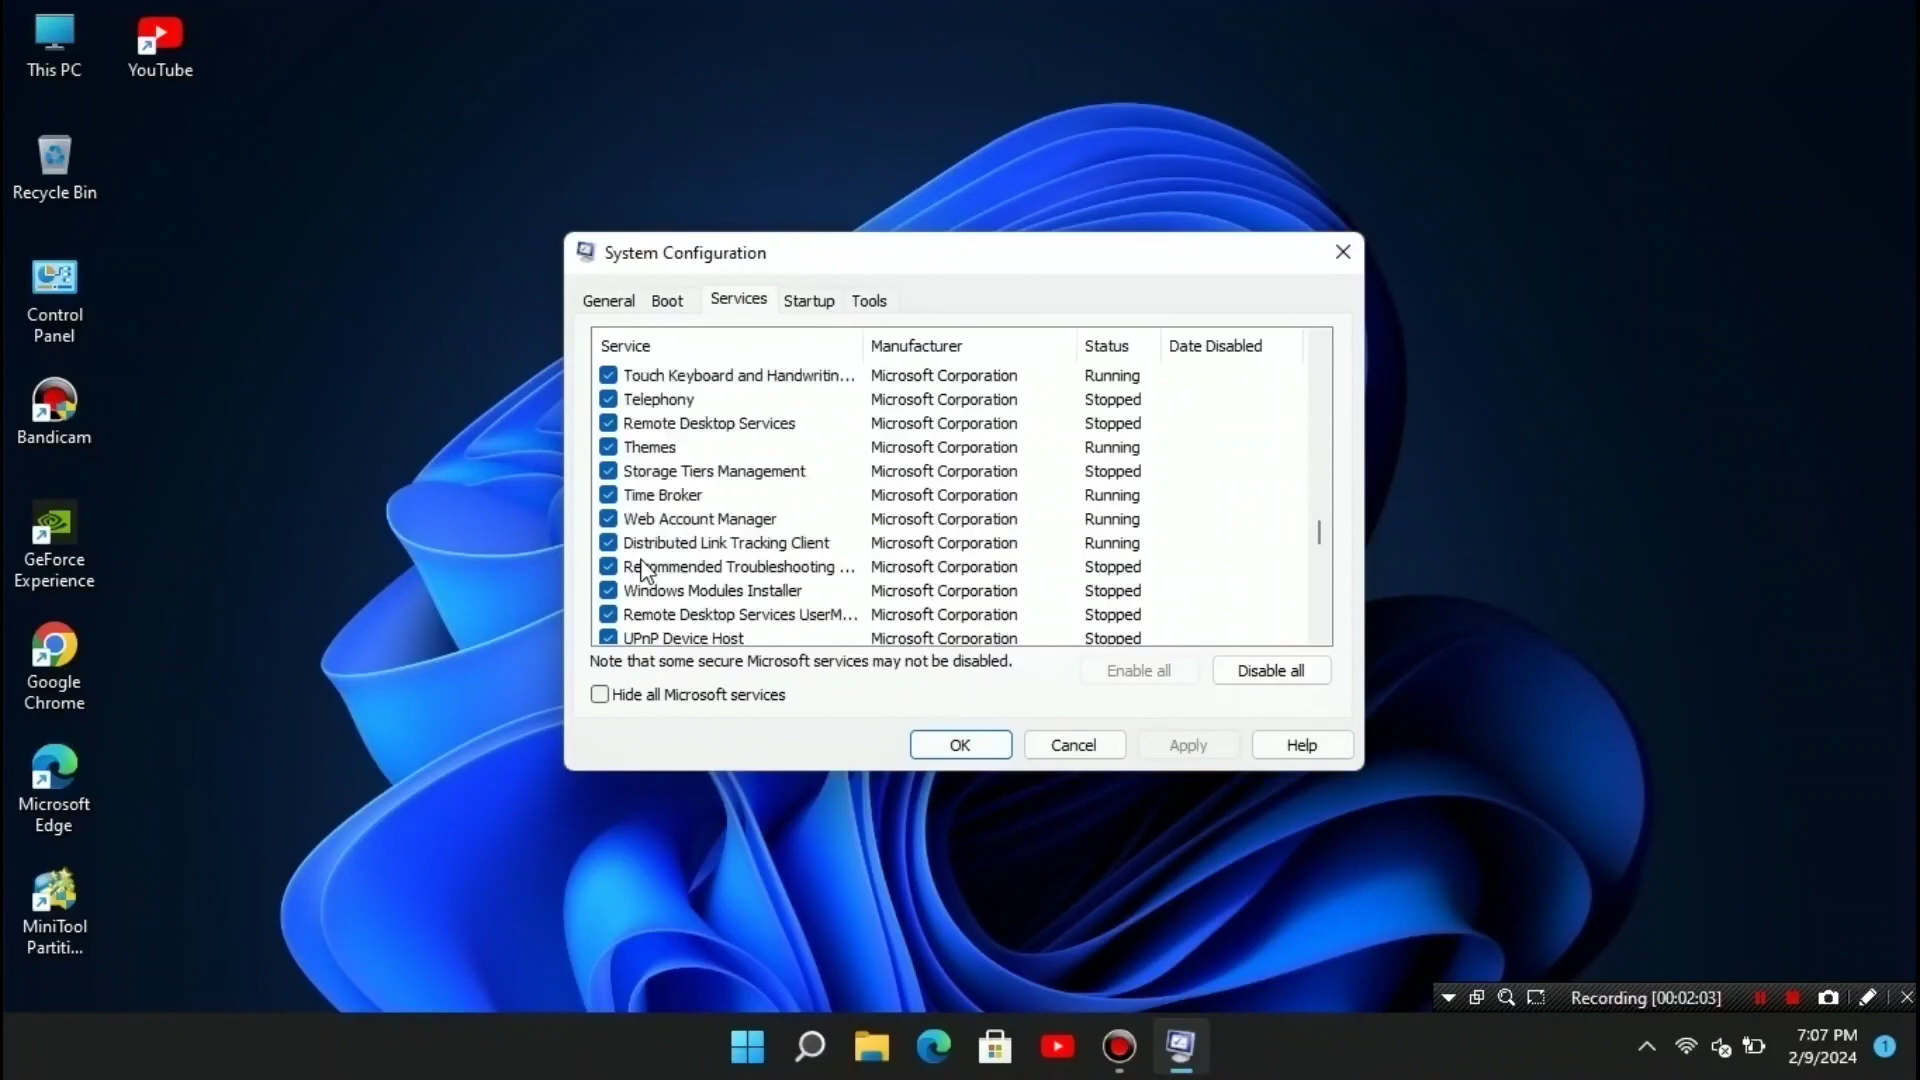 This PC
YouTube
Recycle Bin
Control
Panel
Bandicam
GeForce
Experience
Google
Chrome
Microsoft
Edge
MiniTool
Partiti...
System Configuration
General Boot Services Startup Tools
Service Manufacturer Status Date Disabled
Touch Keyboard and Handwritin... Microsoft Corporation Running
Telephony Microsoft Corporation Stopped
Remote Desktop Services Microsoft Corporation Stopped
Themes Microsoft Corporation Running
Storage Tiers Management Microsoft Corporation Stopped
Time Broker Microsoft Corporation Running
Web Account Manager Microsoft Corporation Running
Distributed Link Tracking Client Microsoft Corporation Running
Recommended Troubleshooting ... Microsoft Corporation Stopped
Windows Modules Installer Microsoft Corporation Stopped
Remote Desktop Services UserM... Microsoft Corporation Stopped
UPnP Device Host Microsoft Corporation Stopped
Note that some secure Microsoft services may not be disabled.
Enable all Disable all
Hide all Microsoft services
OK Cancel Apply Help
Recording [00:02:03]
7:07 PM
2/9/2024
1